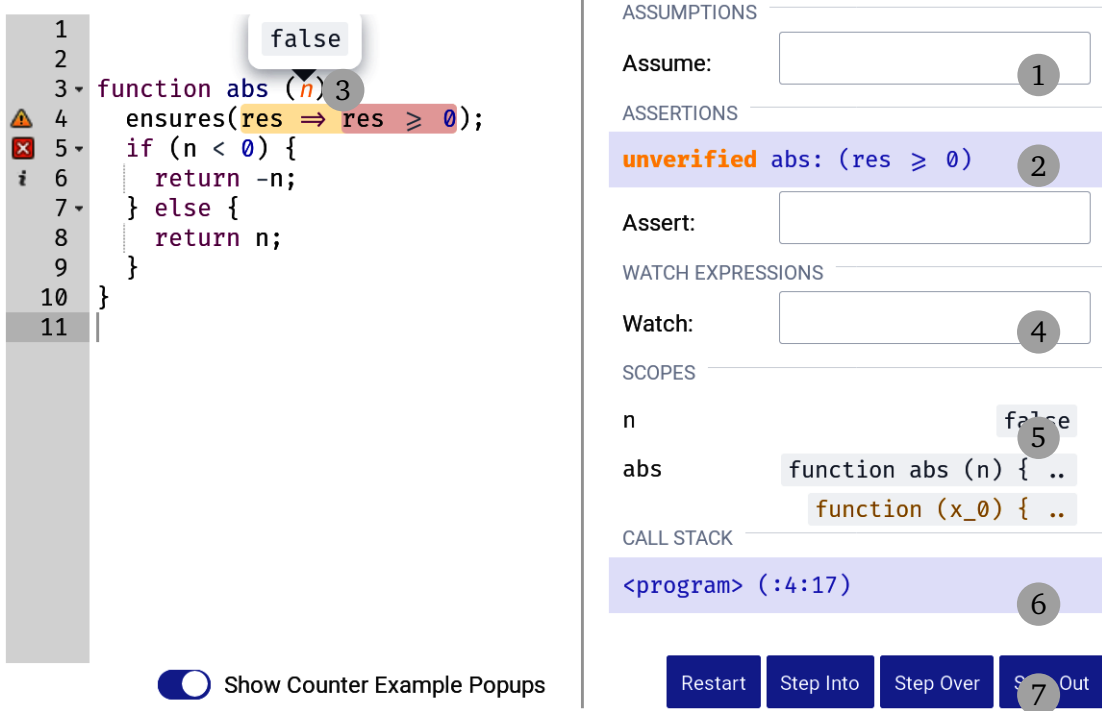 false
1
2
3 function abs (n) 3
4 ensures(res ⇒ res ⩾ 0);
5 if (n < 0) {
6 return -n;
7 } else {
8 return n;
9 }
10 }
11
Show Counter Example Popups
ASSUMPTIONS
Assume: 1
ASSERTIONS
unverified abs: (res ⩾ 0) 2
Assert:
WATCH EXPRESSIONS
Watch: 4
SCOPES
n false 5
abs function abs (n) { ..
function (x_0) { ..
CALL STACK
<program> (:4:17) 6
Restart Step Into Step Over Out 7